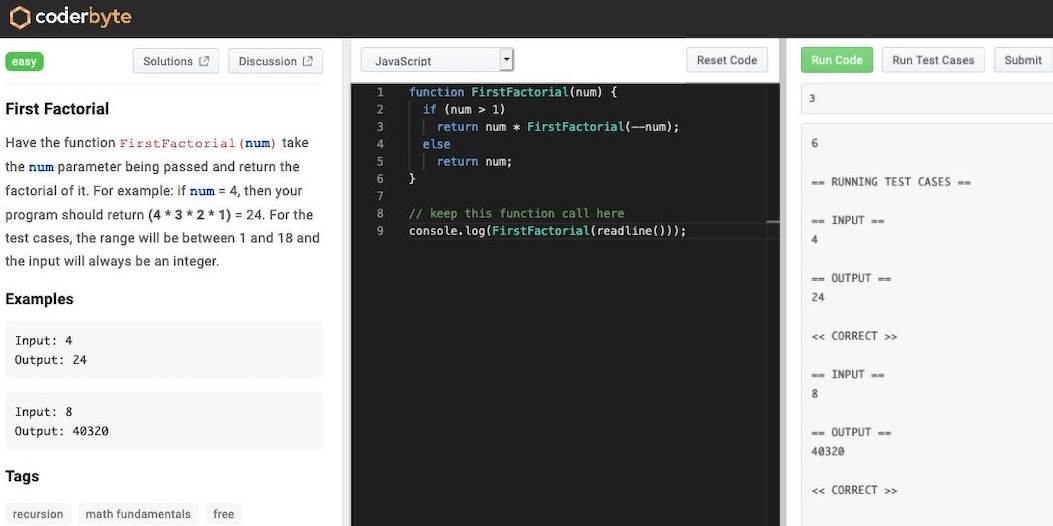 coderbyte
easy
Solutions
Discussion
First Factorial
Have the function FirstFactorial(num) take
the num parameter being passed and return the
factorial of it. For example: if num = 4, then your
program should return (4 * 3 * 2 * 1) = 24. For the
test cases, the range will be between 1 and 18 and
the input will always be an integer.
Examples
Input: 4
Output: 24
Input: 8
Output: 40320
Tags
recursion
math fundamentals
free
JavaScript
Reset Code
1 function FirstFactorial(num) {
2 if (num > 1)
3 return num * FirstFactorial(--num);
4 else
5 return num;
6 }
7
8 // keep this function call here
9 console.log(FirstFactorial(readline()));
Run Code
Run Test Cases
Submit
3
6
== RUNNING TEST CASES ==
== INPUT ==
4
== OUTPUT ==
24
<< CORRECT >>
== INPUT ==
8
== OUTPUT ==
40320
<< CORRECT >>